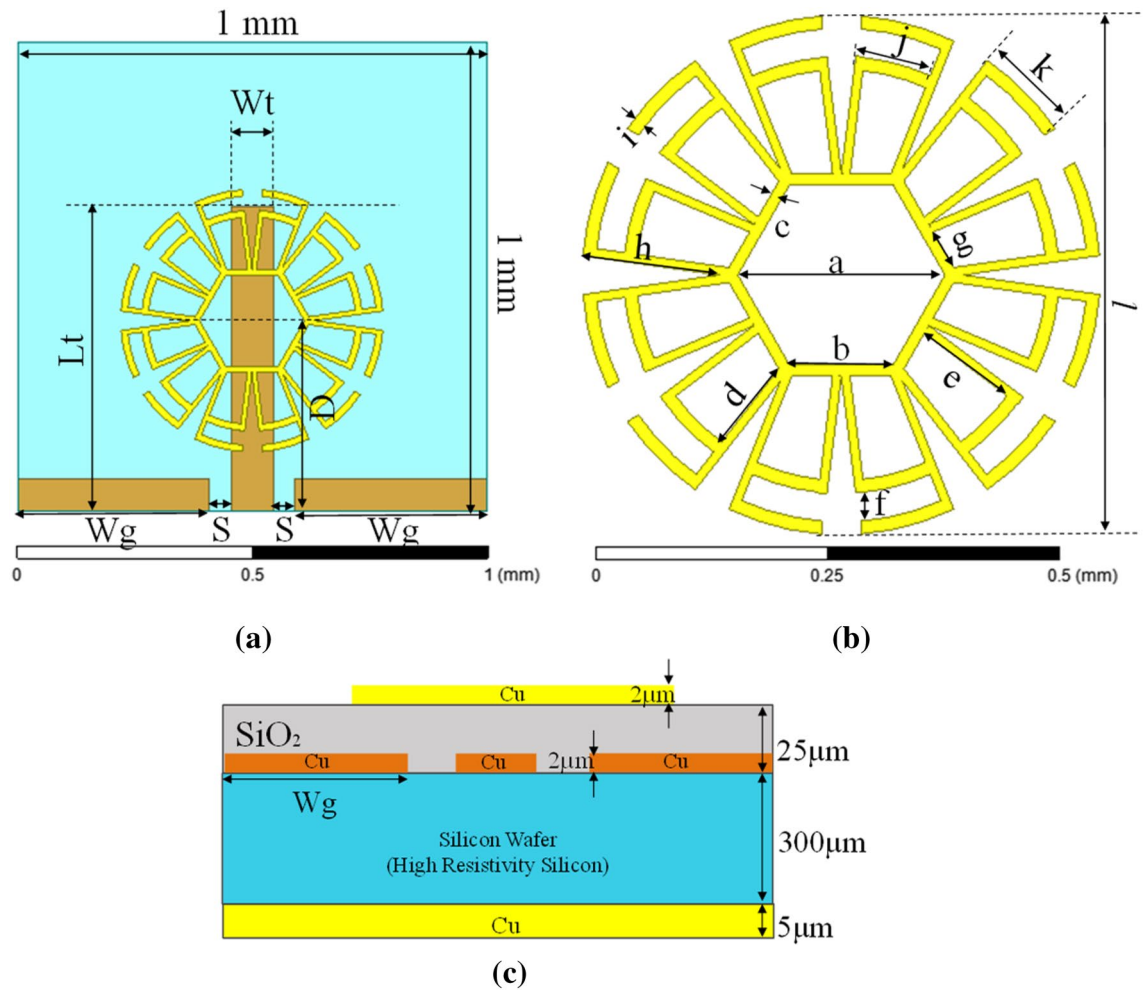 1 mm
Wt
1 mm
Lt
D
Wg
S
S
Wg
0
0.5
1 (mm)
(a)
j
k
i
c
g
h
a
l
b
d
e
f
0
0.25
0.5 (mm)
(b)
Cu
2μm
SiO₂
25μm
Cu
Cu
2μm
Cu
Wg
Silicon Wafer
(High Resistivity Silicon)
300μm
Cu
5μm
(c)